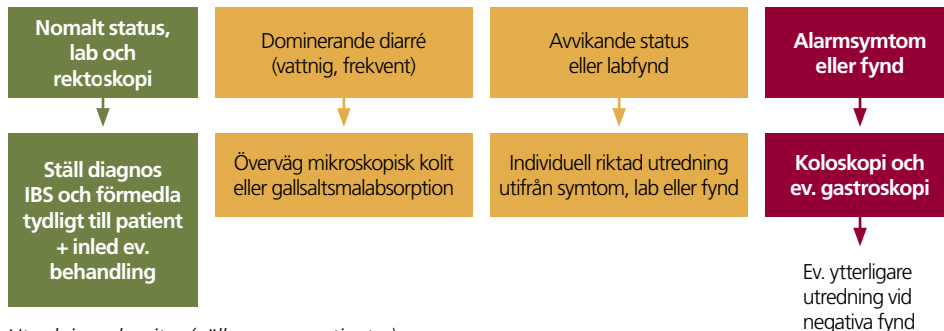 Nomalt status,
lab och
rektoskopi
Ställ diagnos
IBS och förmedla
tydligt till patient
+ inled ev.
behandling
Dominerande diarré
(vattnig, frekvent)
Överväg mikroskopisk kolit
eller gallsaltsmalabsorption
Avvikande status
eller labfynd
Individuell riktad utredning
utifrån symtom, lab eller fynd
Alarmsymtom
eller fynd
Koloskopi och
ev. gastroskopi
Ev. ytterligare
utredning vid
negativa fynd